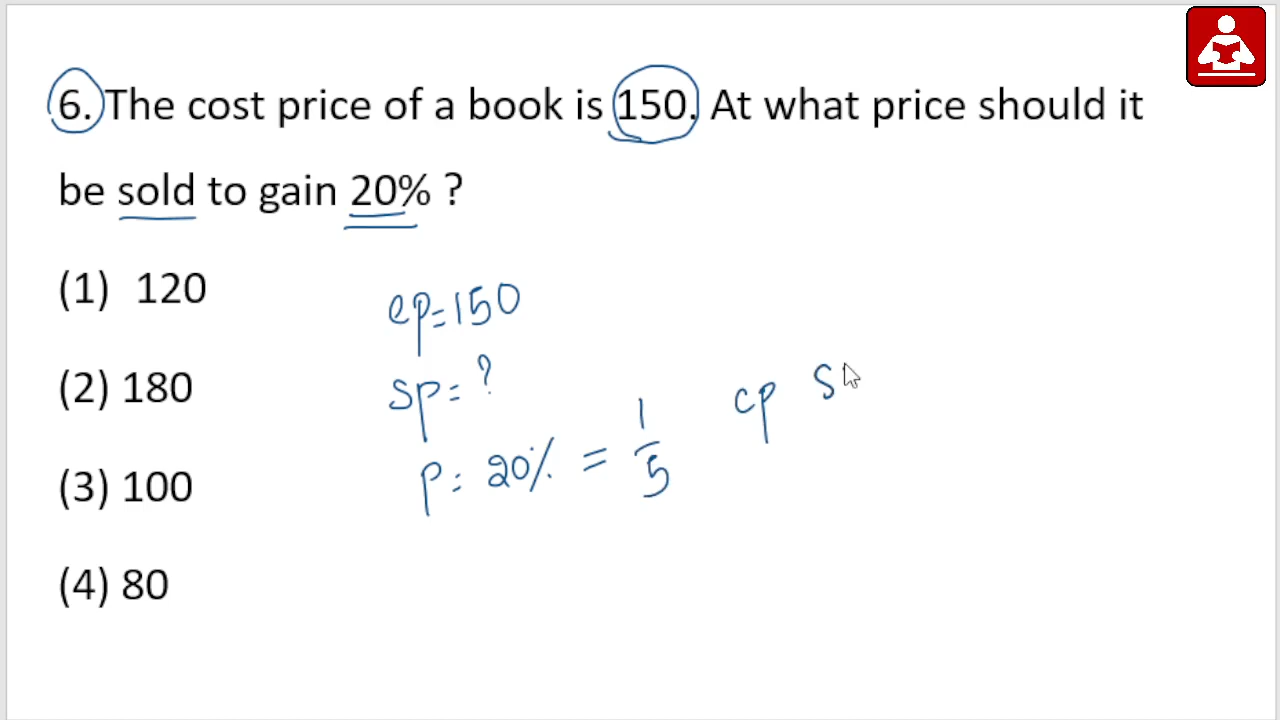 6. The cost price of a book is 150. At what price should it
be sold to gain 20% ?
(1) 120
(2) 180
(3) 100
(4) 80
cp=150
sp= ?
p= 20% = 1/5
cp S